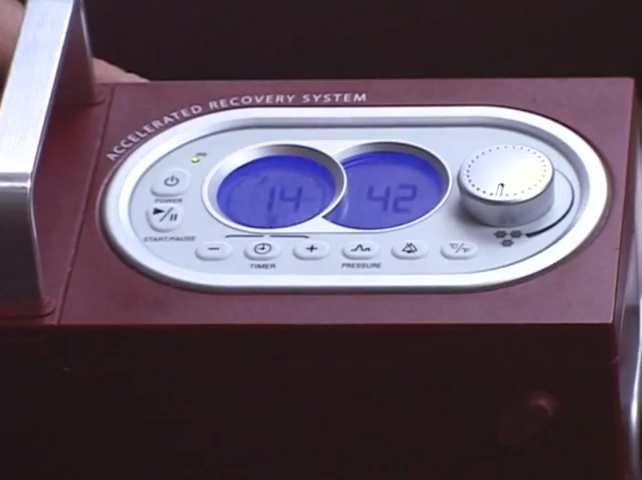 ACCELERATED RECOVERY SYSTEM
14 42
POWER
START/PAUSE
TIMER PRESSURE
°C/°F